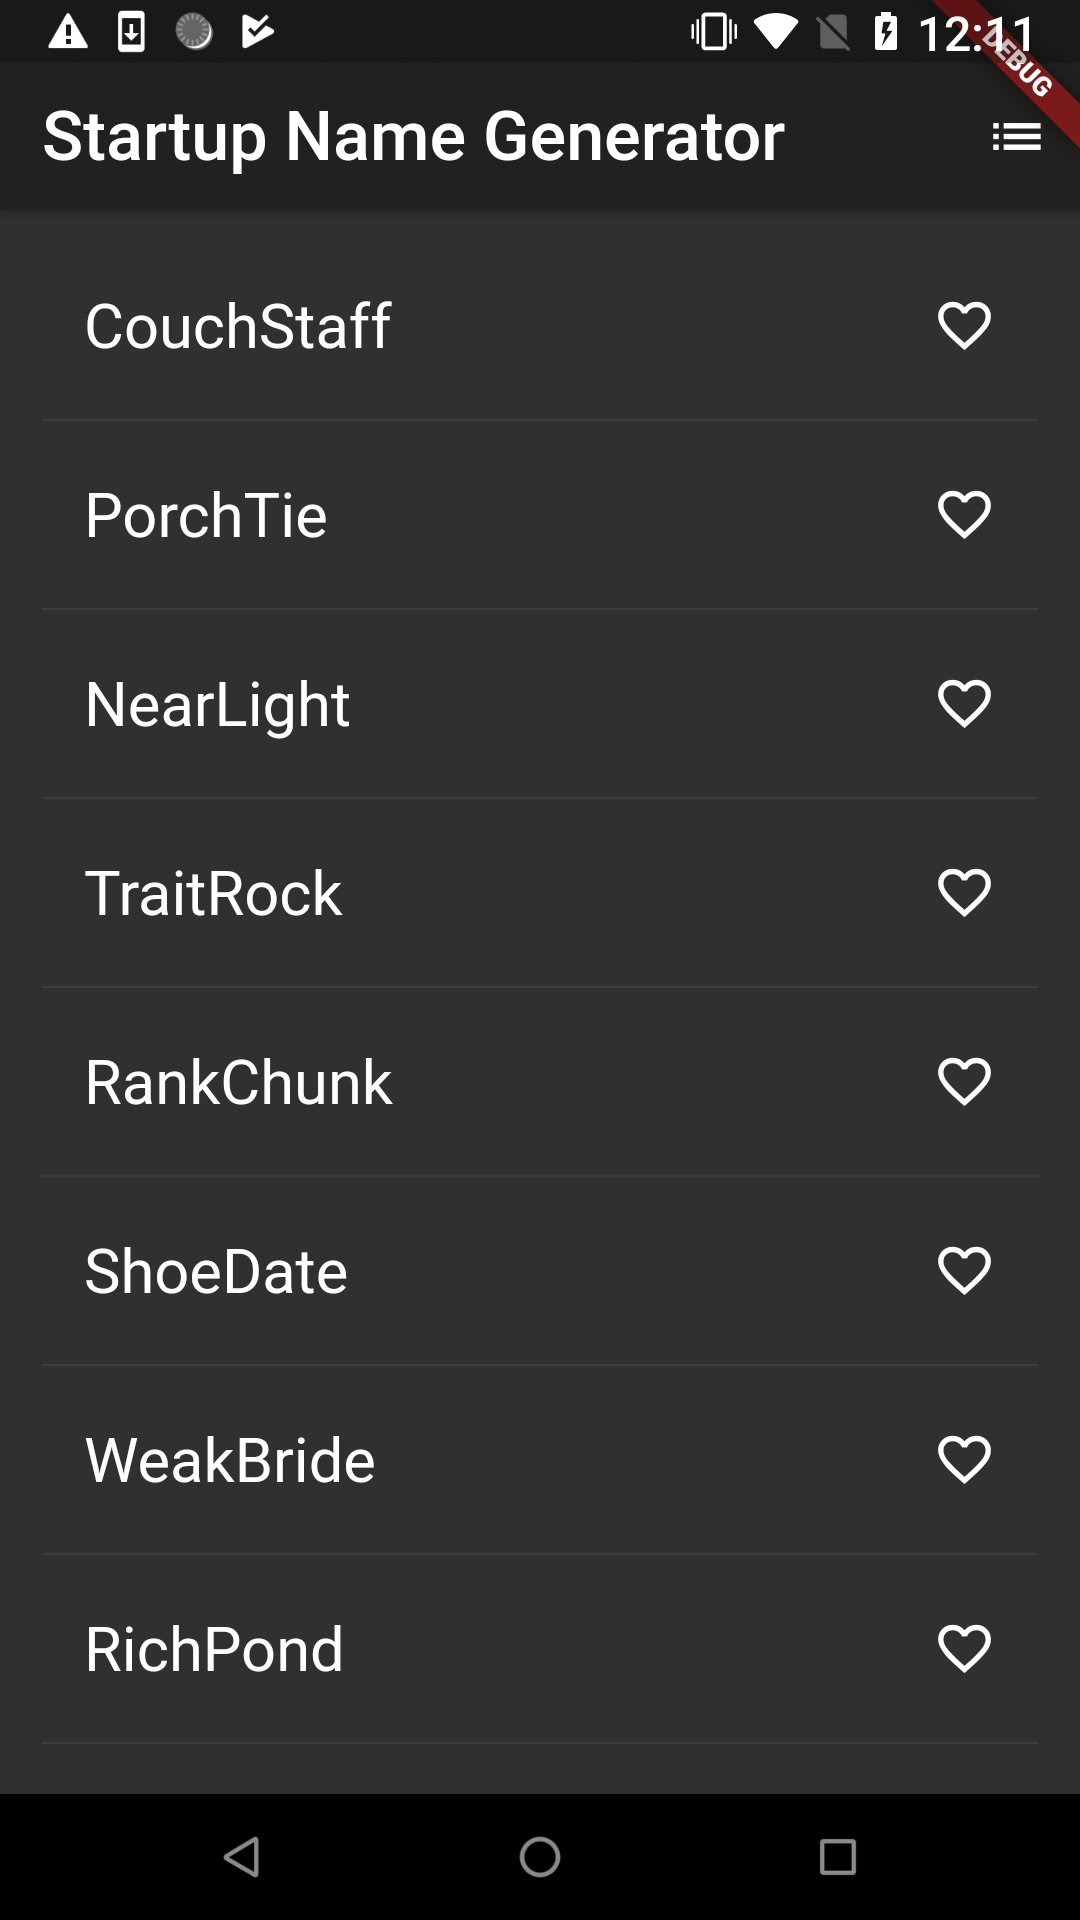 12:11
DEBUG
Startup Name Generator
CouchStaff
PorchTie
NearLight
TraitRock
RankChunk
ShoeDate
WeakBride
RichPond